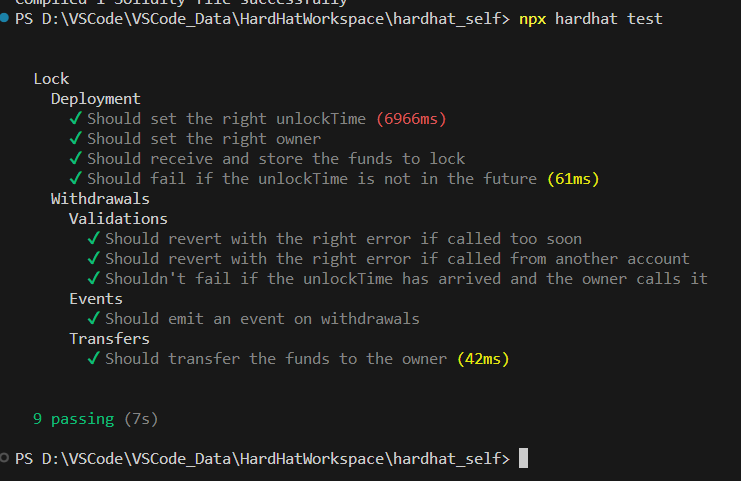 Compiled 1 Solidity file successfully
PS D:\VSCode\VSCode_Data\HardHatWorkspace\hardhat_self> npx hardhat test
Lock
Deployment
✓ Should set the right unlockTime (6966ms)
✓ Should set the right owner
✓ Should receive and store the funds to lock
✓ Should fail if the unlockTime is not in the future (61ms)
Withdrawals
Validations
✓ Should revert with the right error if called too soon
✓ Should revert with the right error if called from another account
✓ Shouldn't fail if the unlockTime has arrived and the owner calls it
Events
✓ Should emit an event on withdrawals
Transfers
✓ Should transfer the funds to the owner (42ms)
9 passing (7s)
PS D:\VSCode\VSCode_Data\HardHatWorkspace\hardhat_self>